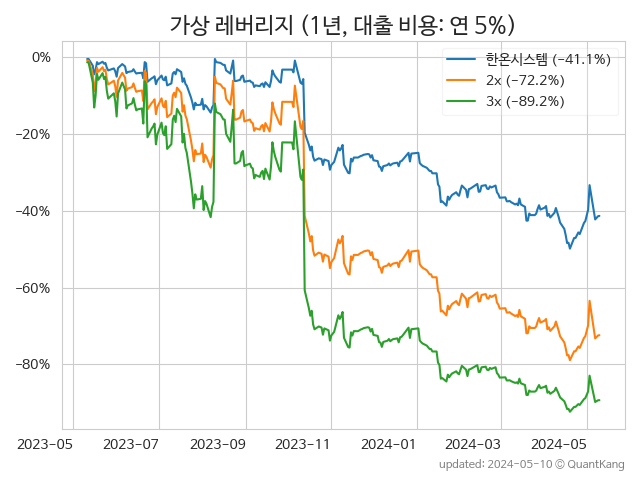 가상 레버리지 (1년, 대출 비용: 연 5%)
한온시스템 (−41.1%)
2x (−72.2%)
3x (−89.2%)
0%
−20%
−40%
−60%
−80%
2023−05 2023−07 2023−09 2023−11 2024−01 2024−03 2024−05
updated: 2024-05-10 © QuantKang